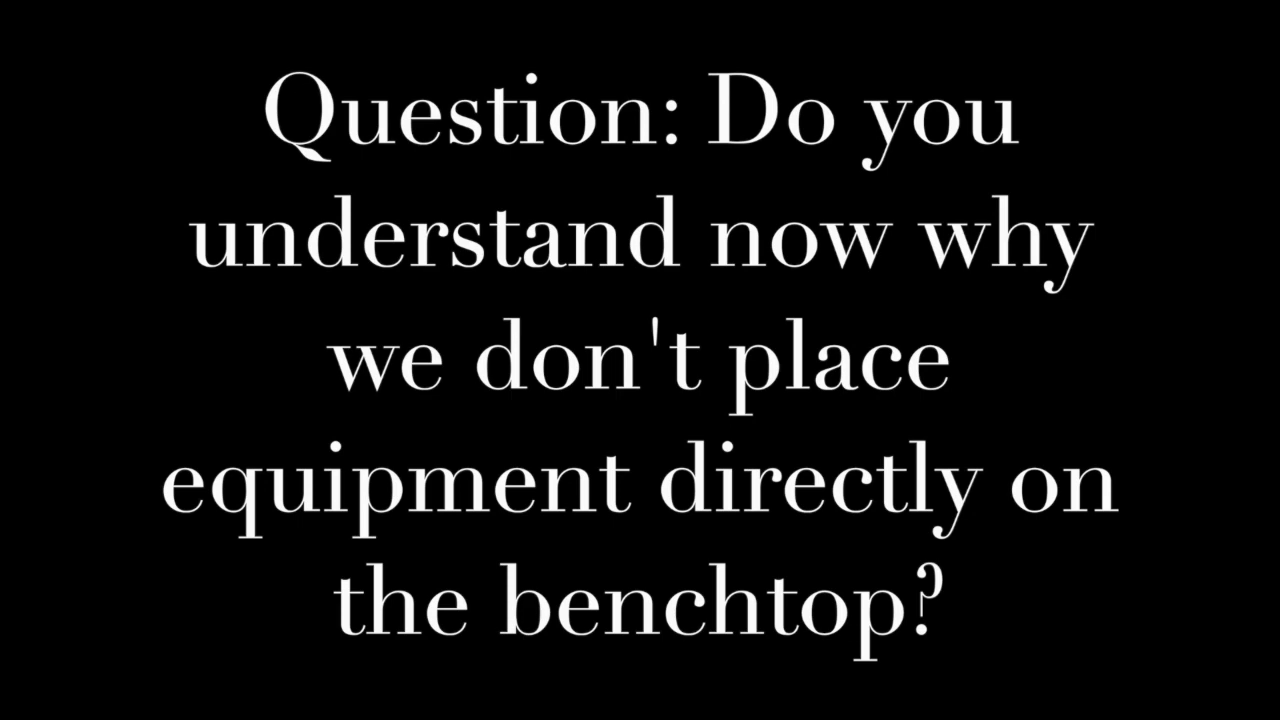 Question: Do you
understand now why
we don't place
equipment directly on
the benchtop?